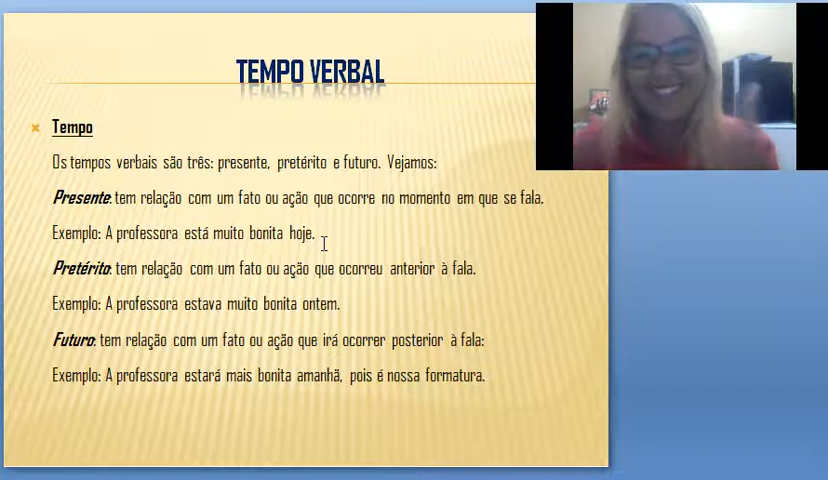 TEMPO VERBAL
Tempo
Os tempos verbais são três: presente, pretérito e futuro. Vejamos:
Presente: tem relação com um fato ou ação que ocorre no momento em que se fala.
Exemplo: A professora está muito bonita hoje.
Pretérito: tem relação com um fato ou ação que ocorreu anterior à fala.
Exemplo: A professora estava muito bonita ontem.
Futuro: tem relação com um fato ou ação que irá ocorrer posterior à fala:
Exemplo: A professora estará mais bonita amanhã, pois é nossa formatura.